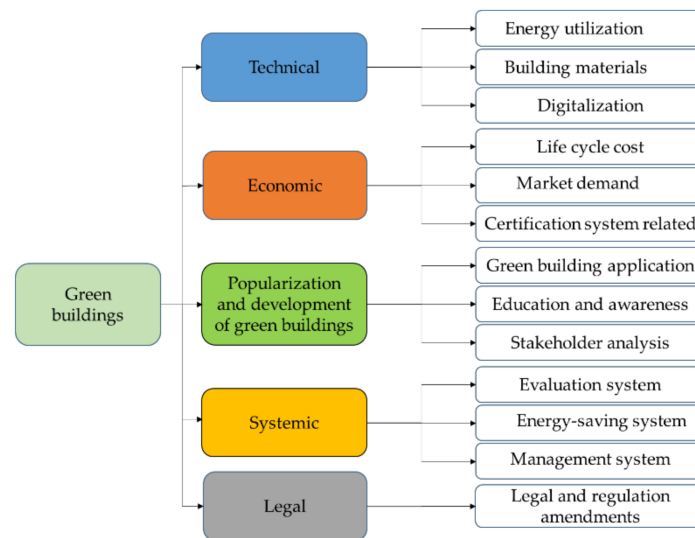 Green
buildings
Technical
Energy utilization
Building materials
Digitalization
Economic
Life cycle cost
Market demand
Certification system related
Popularization
and development
of green buildings
Green building application
Education and awareness
Stakeholder analysis
Systemic
Evaluation system
Energy-saving system
Management system
Legal
Legal and regulation
amendments